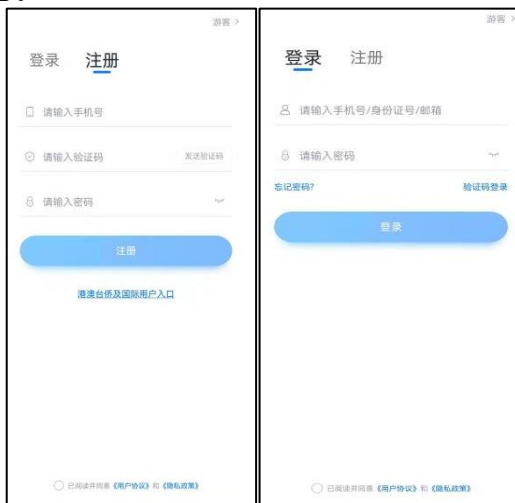 游客 >
登录 注册
请输入手机号
请输入验证码 发送验证码
请输入密码
注册
港澳台侨及国际用户入口
已阅读并同意《用户协议》和《隐私政策》
游客 >
登录 注册
请输入手机号/身份证号/邮箱
请输入密码
忘记密码? 验证码登录
登录
已阅读并同意《用户协议》和《隐私政策》